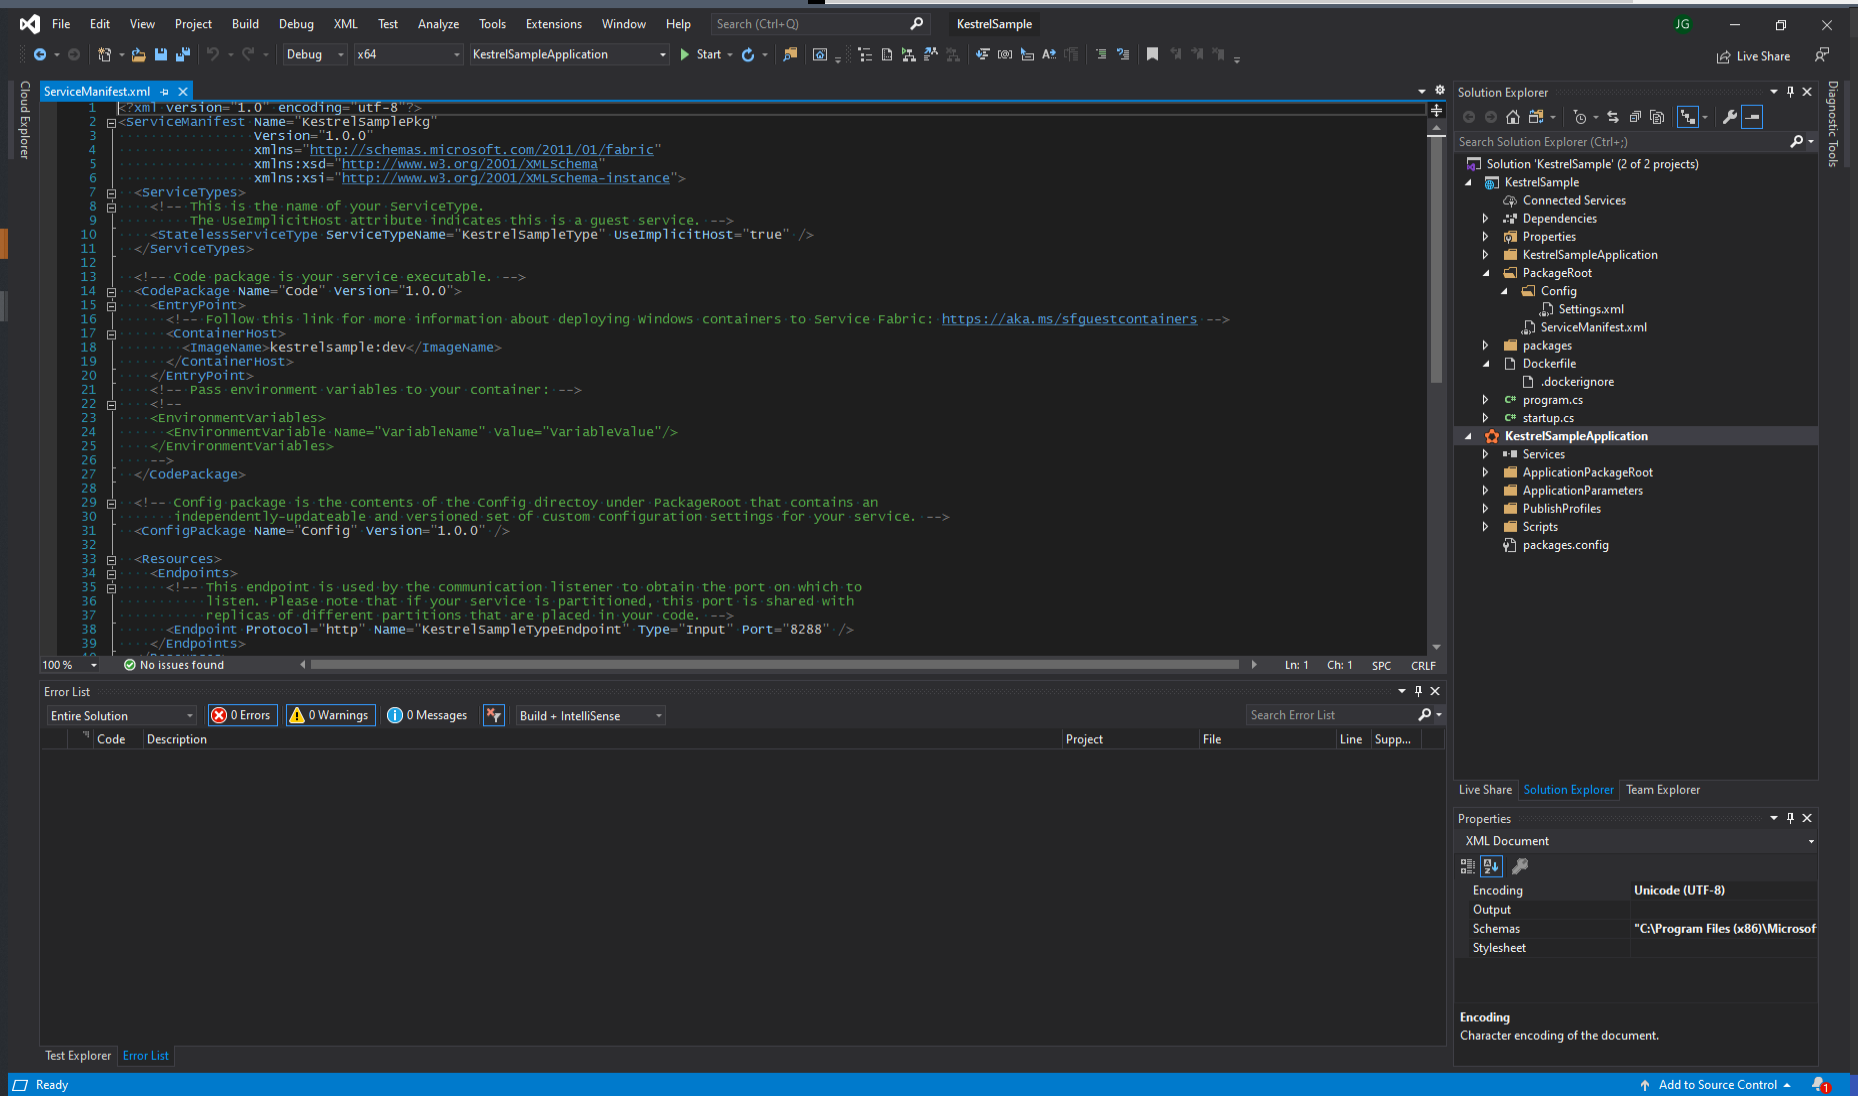 File Edit View Project Build Debug XML Test Analyze Tools Extensions Window Help Search (Ctrl+Q) KestrelSample JG
Debug x64 KestrelSampleApplication Start Live Share
Cloud Explorer
ServiceManifest.xml
1 <?xml version="1.0" encoding="utf-8"?>
2 <ServiceManifest Name="KestrelSamplePkg"
3 Version="1.0.0"
4 xmlns="http://schemas.microsoft.com/2011/01/fabric"
5 xmlns:xsd="http://www.w3.org/2001/XMLSchema"
6 xmlns:xsi="http://www.w3.org/2001/XMLSchema-instance">
7 <ServiceTypes>
8 <!-- This is the name of your ServiceType.
9 The UseImplicitHost attribute indicates this is a guest service. -->
10 <StatelessServiceType ServiceTypeName="KestrelSampleType" UseImplicitHost="true" />
11 </ServiceTypes>
12
13 <!-- Code package is your service executable. -->
14 <CodePackage Name="Code" Version="1.0.0">
15 <EntryPoint>
16 <!-- Follow this link for more information about deploying Windows containers to Service Fabric: https://aka.ms/sfguestcontainers -->
17 <ContainerHost>
18 <ImageName>kestrelsample:dev</ImageName>
19 </ContainerHost>
20 </EntryPoint>
21 <!-- Pass environment variables to your container: -->
22 <!--
23 <EnvironmentVariables>
24 <EnvironmentVariable Name="VariableName" Value="VariableValue"/>
25 </EnvironmentVariables>
26 -->
27 </CodePackage>
28
29 <!-- Config package is the contents of the Config directoy under PackageRoot that contains an
30 independently-updateable and versioned set of custom configuration settings for your service. -->
31 <ConfigPackage Name="Config" Version="1.0.0" />
32
33 <Resources>
34 <Endpoints>
35 <!-- This endpoint is used by the communication listener to obtain the port on which to
36 listen. Please note that if your service is partitioned, this port is shared with
37 replicas of different partitions that are placed in your code. -->
38 <Endpoint Protocol="http" Name="KestrelSampleTypeEndpoint" Type="Input" Port="8288" />
39 </Endpoints>
100 % No issues found Ln: 1 Ch: 1 SPC CRLF
Error List
Entire Solution 0 Errors 0 Warnings 0 Messages Build + IntelliSense Search Error List
Code Description Project File Line Supp...
Test Explorer Error List
Solution Explorer
Search Solution Explorer (Ctrl+;)
Solution 'KestrelSample' (2 of 2 projects)
KestrelSample
Connected Services
Dependencies
Properties
KestrelSampleApplication
PackageRoot
Config
Settings.xml
ServiceManifest.xml
packages
Dockerfile
.dockerignore
C# program.cs
C# startup.cs
KestrelSampleApplication
Services
ApplicationPackageRoot
ApplicationParameters
PublishProfiles
Scripts
packages.config
Live Share Solution Explorer Team Explorer
Properties
XML Document
Encoding Unicode (UTF-8)
Output
Schemas "C:\Program Files (x86)\Microsof
Stylesheet
Encoding
Character encoding of the document.
Diagnostic Tools
Ready Add to Source Control 1